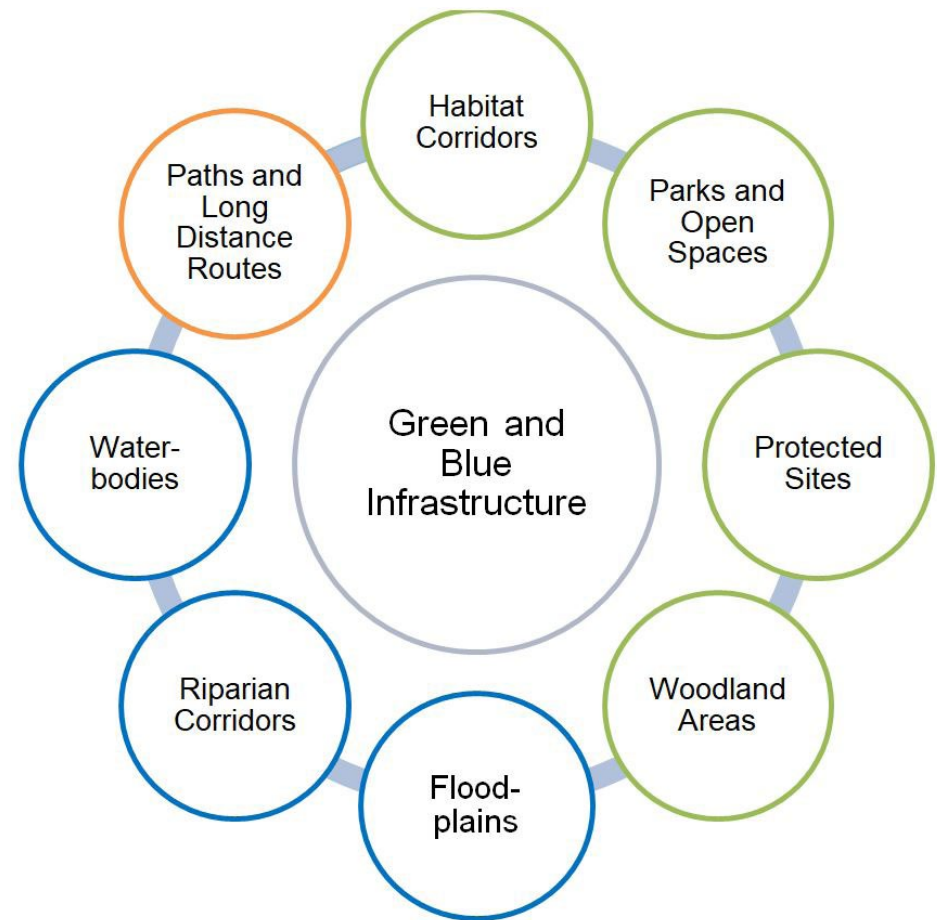 Habitat
Corridors
Parks and
Open
Spaces
Protected
Sites
Woodland
Areas
Flood-
plains
Riparian
Corridors
Water-
bodies
Paths and
Long
Distance
Routes
Green and
Blue
Infrastructure